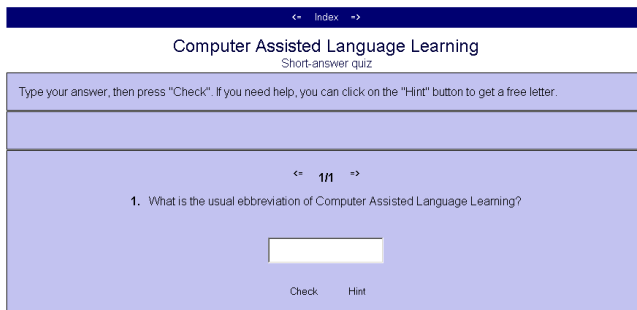 <= Index =>
Computer Assisted Language Learning
Short-answer quiz
Type your answer, then press "Check". If you need help, you can click on the "Hint" button to get a free letter.
<= 1/1 =>
1. What is the usual ebbreviation of Computer Assisted Language Learning?
Check Hint